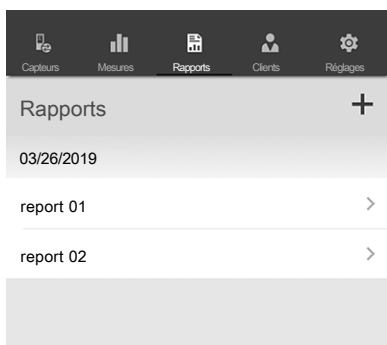 Capteurs Mesures Rapports Clients Réglages
Rapports
03/26/2019
report 01
report 02